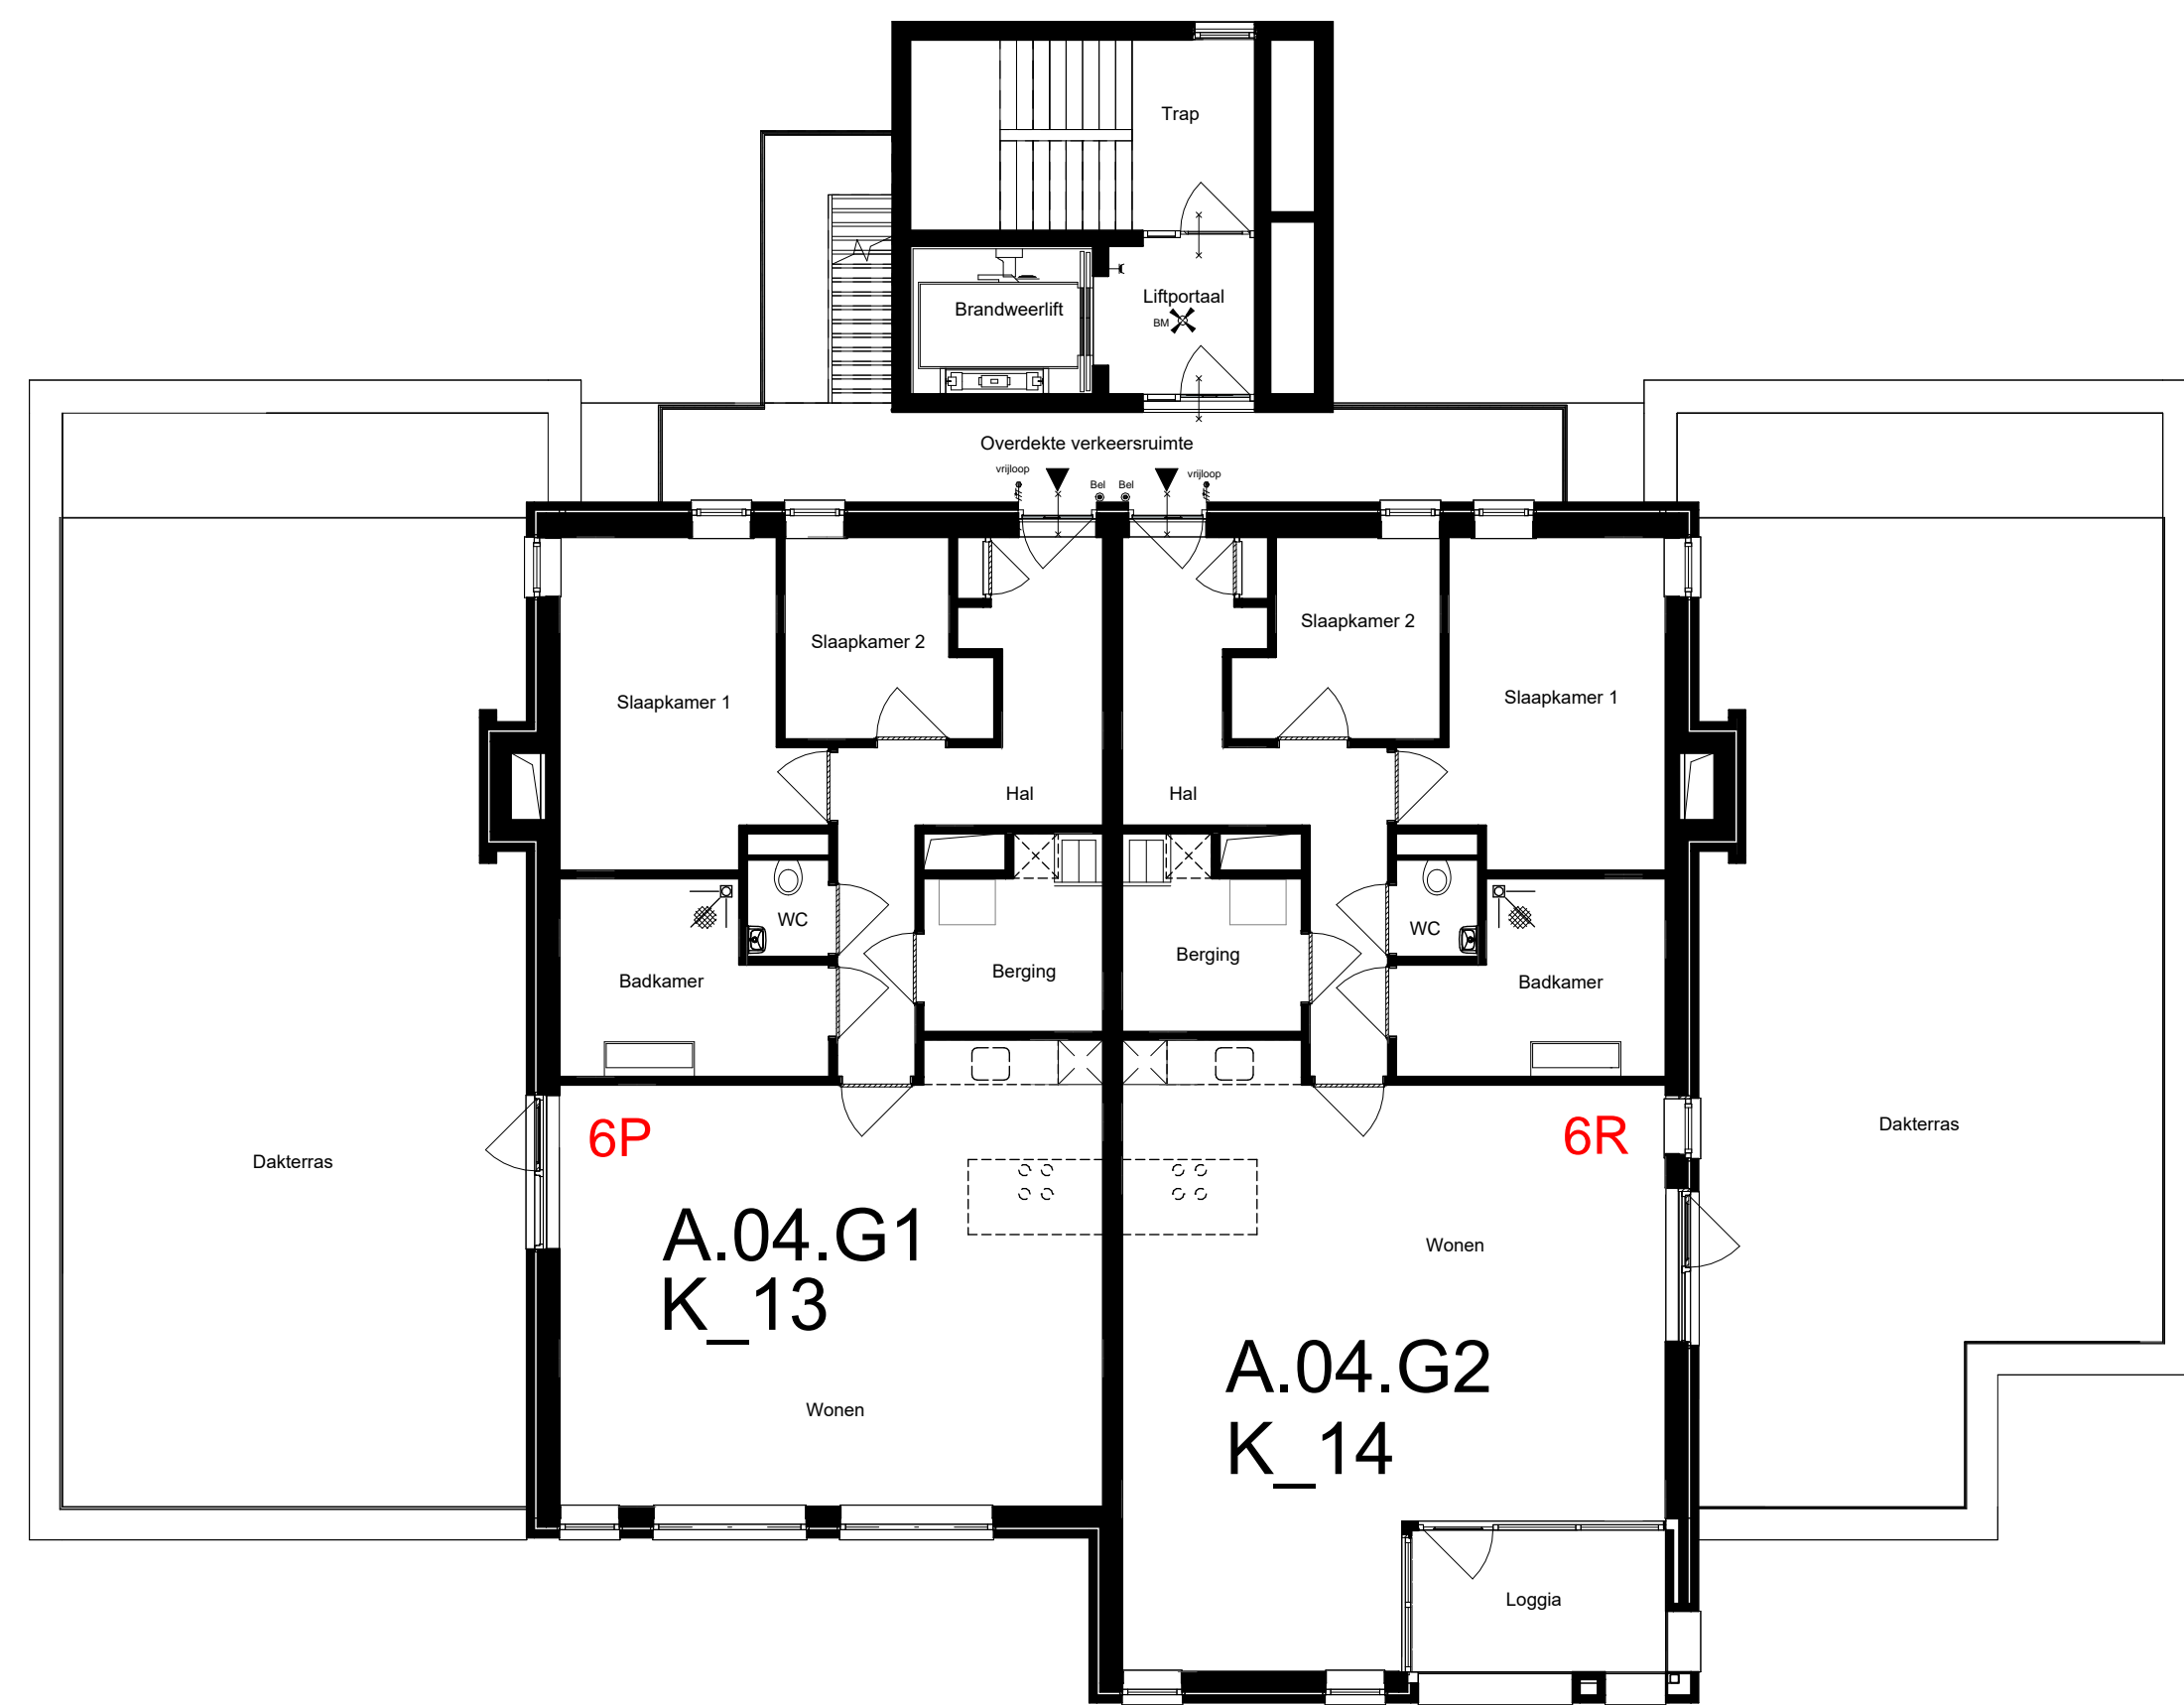 Trap
Liftportaal
Brandweerlift
BM
Overdekte verkeersruimte
vrijloop
Bel
Bel
vrijloop
Slaapkamer 2
Slaapkamer 2
Slaapkamer 1
Slaapkamer 1
Hal
Hal
WC
WC
Berging
Berging
Badkamer
Badkamer
6P
6R
Dakterras
Dakterras
A.04.G1
K_13
Wonen
A.04.G2
K_14
Wonen
Loggia